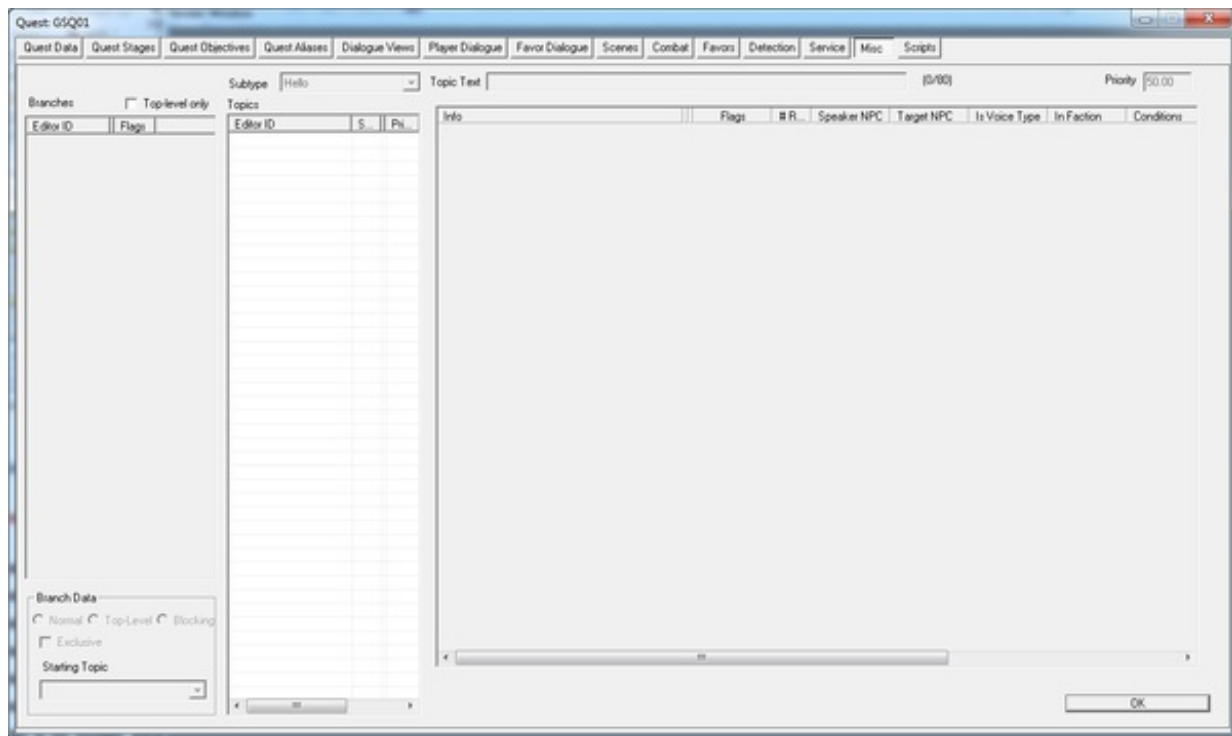 Quest: GSQ01
Quest Data Quest Stages Quest Objectives Quest Aliases Dialogue Views Player Dialogue Favor Dialogue Scenes Combat Favors Detection Service Misc Scripts
Subtype Hello Topic Text (0/80) Priority 50.00
Branches Top-level only Topics
Editor ID Flags Editor ID S... Pri... Info Flags # R... Speaker NPC Target NPC Is Voice Type In Faction Conditions
Branch Data
Normal Top-Level Blocking
Exclusive
Starting Topic
OK